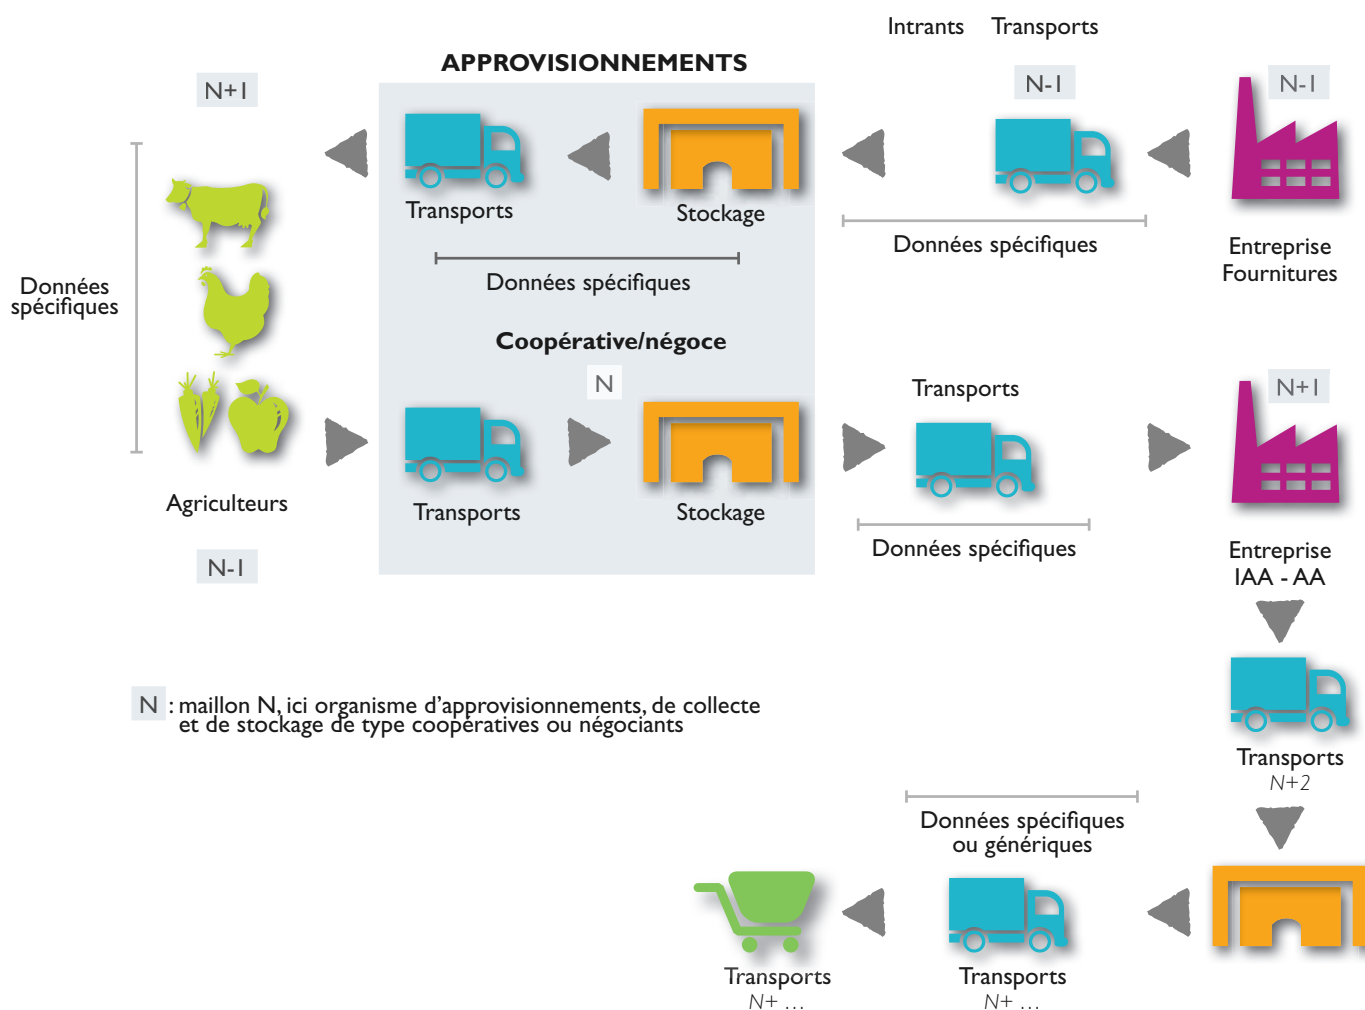 Intrants Transports
APPROVISIONNEMENTS
N+1
N-1
N-1
Transports
Stockage
Données spécifiques
Données spécifiques
Entreprise
Fournitures
Données
spécifiques
Coopérative/négoce
N
Transports
N+1
Agriculteurs
Transports
Stockage
Données spécifiques
Entreprise
IAA - AA
N-1
N : maillon N, ici organisme d’approvisionnements, de collecte
et de stockage de type coopératives ou négociants
Transports
N+2
Données spécifiques
ou génériques
Transports
N+ ...
Transports
N+ ...